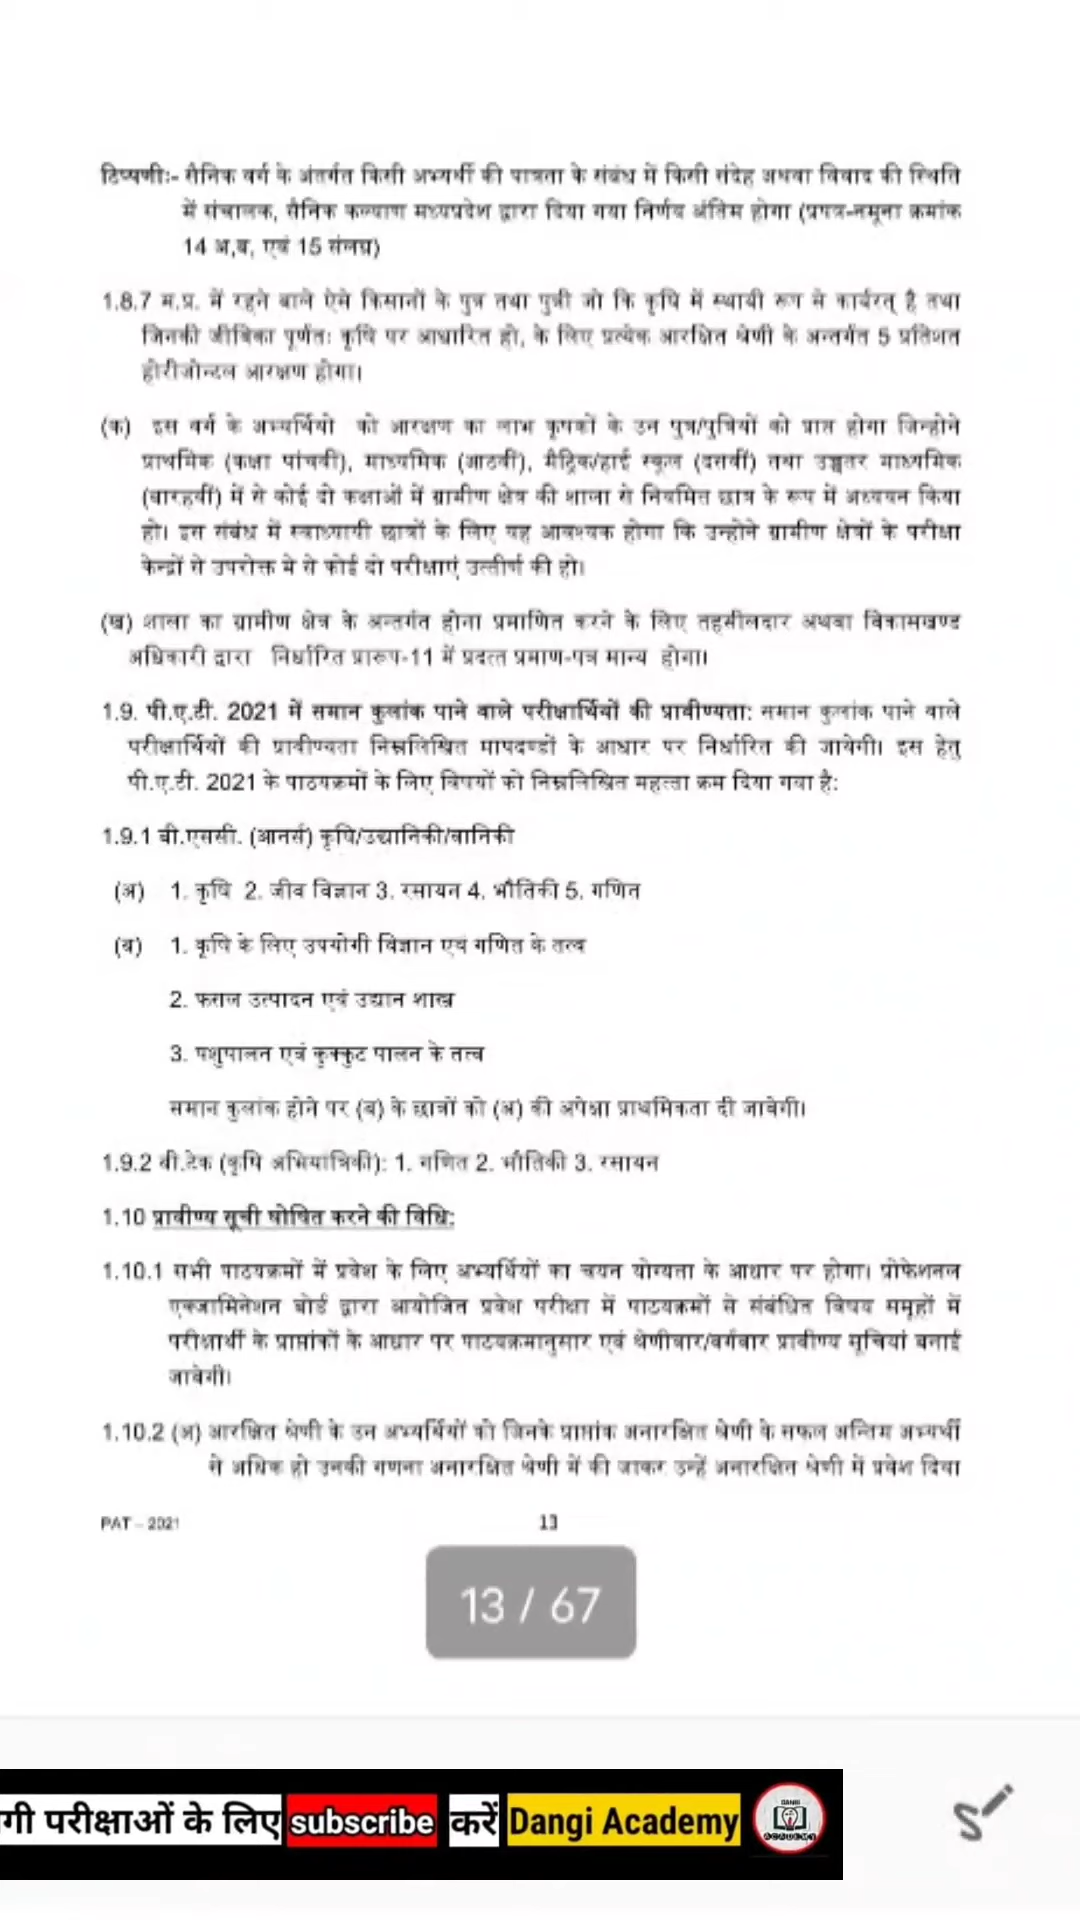 टिप्पणीः- सैनिक वर्ग के अंतर्गत किसी अभ्यर्थी की पात्रता के संबंध में किसी संदेह अथवा विवाद की स्थिति
में संचालक, सैनिक कल्याण मध्यप्रदेश द्वारा दिया गया निर्णय अंतिम होगा (प्रपत्र-नमूना क्रमांक
14 अ,ब, एवं 15 संलग्न)
1.8.7 म.प्र. में रहने वाले ऐसे किसानों के पुत्र तथा पुत्री जो कि कृषि में स्थायी रूप से कार्यरत् है तथा
जिनकी जीविका पूर्णतः कृषि पर आधारित हो, के लिए प्रत्येक आरक्षित श्रेणी के अन्तर्गत 5 प्रतिशत
होरीजोन्टल आरक्षण होगा।
(क) इस वर्ग के अभ्यर्थियो को आरक्षण का लाभ कृषकों के उन पुत्र/पुत्रियों को प्राप्त होगा जिन्होने
प्राथमिक (कक्षा पांचवी), माध्यमिक (आठवीं), मैट्रिक/हाई स्कूल (दसवीं) तथा उच्चतर माध्यमिक
(बारहवीं) में से कोई दो कक्षाओं में ग्रामीण क्षेत्र की शाला से नियमित छात्र के रूप में अध्ययन किया
हो। इस संबंध में स्वाध्यायी छात्रों के लिए यह आवश्यक होगा कि उन्होने ग्रामीण क्षेत्रों के परीक्षा
केन्द्रों से उपरोक्त मे से कोई दो परीक्षाएं उत्तीर्ण की हो।
(ख) शाला का ग्रामीण क्षेत्र के अन्तर्गत होना प्रमाणित करने के लिए तहसीलदार अथवा विकासखण्ड
अधिकारी द्वारा निर्धारित प्रारूप-11 में प्रदत्त प्रमाण-पत्र मान्य होगा।
1.9. पी.ए.टी. 2021 में समान कुलांक पाने वाले परीक्षार्थियों की प्रावीण्यता: समान कुलांक पाने वाले
परीक्षार्थियों की प्रावीण्यता निम्नलिखित मापदण्डों के आधार पर निर्धारित की जायेगी। इस हेतु
पी.ए.टी. 2021 के पाठयक्रमों के लिए विषयों को निम्नलिखित महत्ता क्रम दिया गया है:
1.9.1 बी.एससी. (आनर्स) कृषि/उद्यानिकी/वानिकी
(अ) 1. कृषि 2. जीव विज्ञान 3. रसायन 4. भौतिकी 5. गणित
(ब) 1. कृषि के लिए उपयोगी विज्ञान एवं गणित के तत्व
2. फसल उत्पादन एवं उद्यान शास्त्र
3. पशुपालन एवं कुक्कुट पालन के तत्व
समान कुलांक होने पर (ब) के छात्रों को (अ) की अपेक्षा प्राथमिकता दी जावेगी।
1.9.2 बी.टेक (कृषि अभियांत्रिकी): 1. गणित 2. भौतिकी 3. रसायन
1.10 प्रावीण्य सूची घोषित करने की विधि:
1.10.1 सभी पाठयक्रमों में प्रवेश के लिए अभ्यर्थियों का चयन योग्यता के आधार पर होगा। प्रोफेशनल
एक्जामिनेशन बोर्ड द्वारा आयोजित प्रवेश परीक्षा में पाठयक्रमों से संबंधित विषय समूहों में
परीक्षार्थी के प्राप्तांकों के आधार पर पाठयक्रमानुसार एवं श्रेणीवार/वर्गवार प्रावीण्य सूचियां बनाई
जावेगी।
1.10.2 (अ) आरक्षित श्रेणी के उन अभ्यर्थियों को जिनके प्राप्तांक अनारक्षित श्रेणी के सफल अन्तिम अभ्यर्थी
से अधिक हो उनकी गणना अनारक्षित श्रेणी में की जाकर उन्हें अनारक्षित श्रेणी में प्रवेश दिया
PAT - 2021 13
13 / 67
गी परीक्षाओं के लिए subscribe करें Dangi Academy
DANGI
ACADEMY